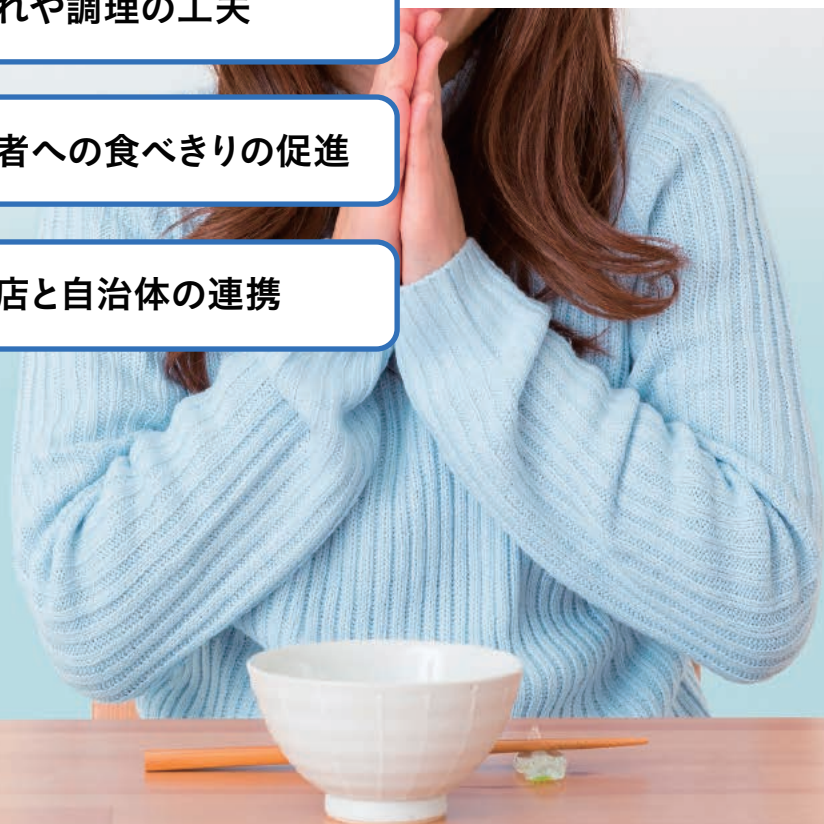 れや調理の工夫
者への食べきりの促進
店と自治体の連携